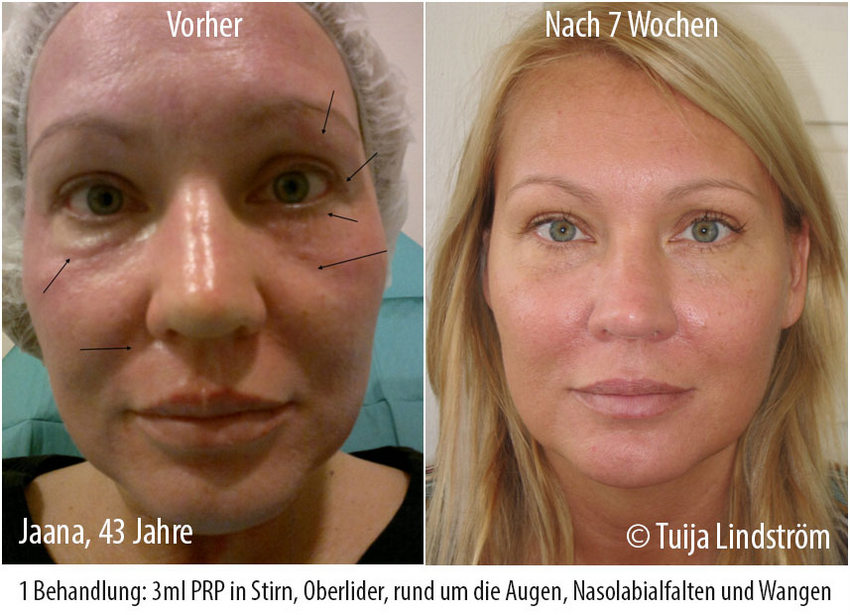 Vorher
Nach 7 Wochen
Jaana, 43 Jahre
© Tuija Lindström
1 Behandlung: 3ml PRP in Stirn, Oberlider, rund um die Augen, Nasolabialfalten und Wangen